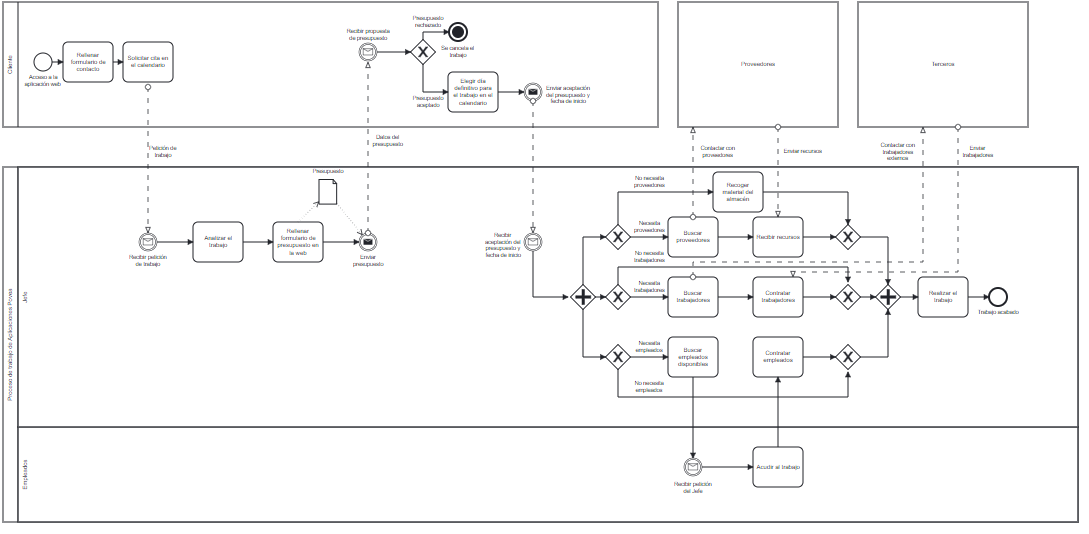 Cliente
Acceso a la
aplicación web
Rellenar
formulario de
contacto
Solicitar cita en
el calendario
Recibir propuesta
de presupuesto
Presupuesto
rechazado
Se cancela el
trabajo
Presupuesto
aceptado
Elegir día
definitivo para
el trabajo en el
calendario
Enviar aceptación
del presupuesto y
fecha de inicio
Proveedores
Terceros
Petición de
trabajo
Datos del
presupuesto
Contactar con
proveedores
Enviar recursos
Contactar con
trabajadores
externos
Enviar
trabajadores
Proceso de trabajo de Aplicaciones Povea
Jefe
Recibir petición
de trabajo
Analizar el
trabajo
Presupuesto
Rellenar
formulario de
presupuesto en
la web
Enviar
presupuesto
Recibir
aceptación del
presupuesto y
fecha de inicio
No necesita
proveedores
Recoger
material del
almacén
Necesita
proveedores
Buscar
proveedores
Recibir recursos
No necesita
trabajadores
Necesita
trabajadores
Buscar
trabajadores
Contratar
trabajadores
Realizar el
trabajo
Trabajo acabado
Necesita
empleados
Buscar
empleados
disponibles
Contratar
empleados
No necesita
empleados
Empleados
Recibir petición
del Jefe
Acudir al trabajo